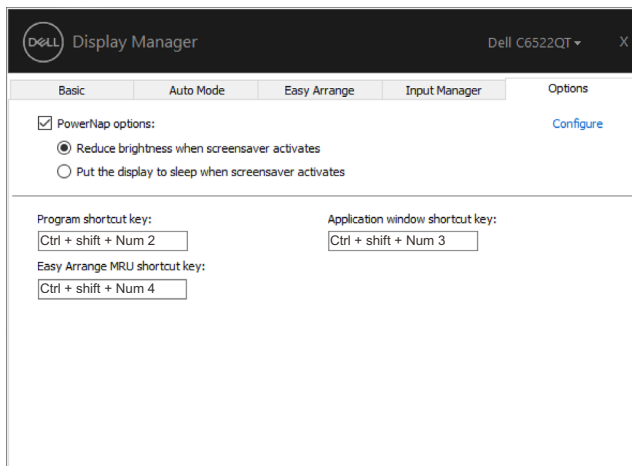 DELL Display Manager Dell C6522QT X
Basic Auto Mode Easy Arrange Input Manager Options
PowerNap options: Configure
Reduce brightness when screensaver activates
Put the display to sleep when screensaver activates
Program shortcut key: Application window shortcut key:
Ctrl + shift + Num 2 Ctrl + shift + Num 3
Easy Arrange MRU shortcut key:
Ctrl + shift + Num 4